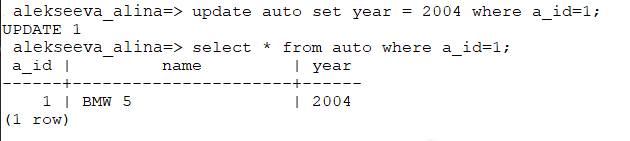 alekseeva_alina=> update auto set year = 2004 where a_id=1;
UPDATE 1
alekseeva_alina=> select * from auto where a_id=1;
a_id |         name         | year
------+----------------------+------
    1 | BMW 5                | 2004
(1 row)